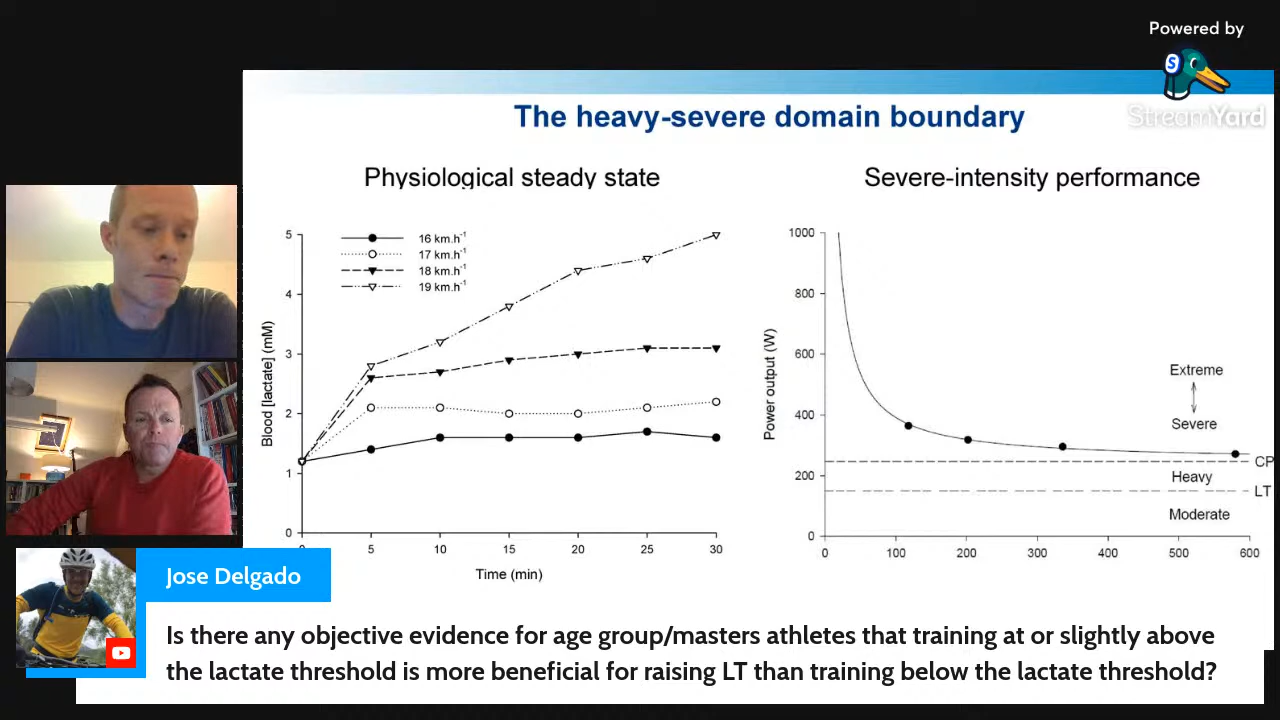 Powered by
S
StreamYard
The heavy-severe domain boundary
Physiological steady state
Severe-intensity performance
16 km.h-1
17 km.h-1
18 km.h-1
19 km.h-1
5
4
3
2
1
0
Blood [lactate] (mM)
0 5 10 15 20 25 30
Time (min)
1000
800
600
400
200
0
Power output (W)
Extreme
Severe
CP
Heavy
LT
Moderate
0 100 200 300 400 500 600
Jose Delgado
Is there any objective evidence for age group/masters athletes that training at or slightly above
the lactate threshold is more beneficial for raising LT than training below the lactate threshold?